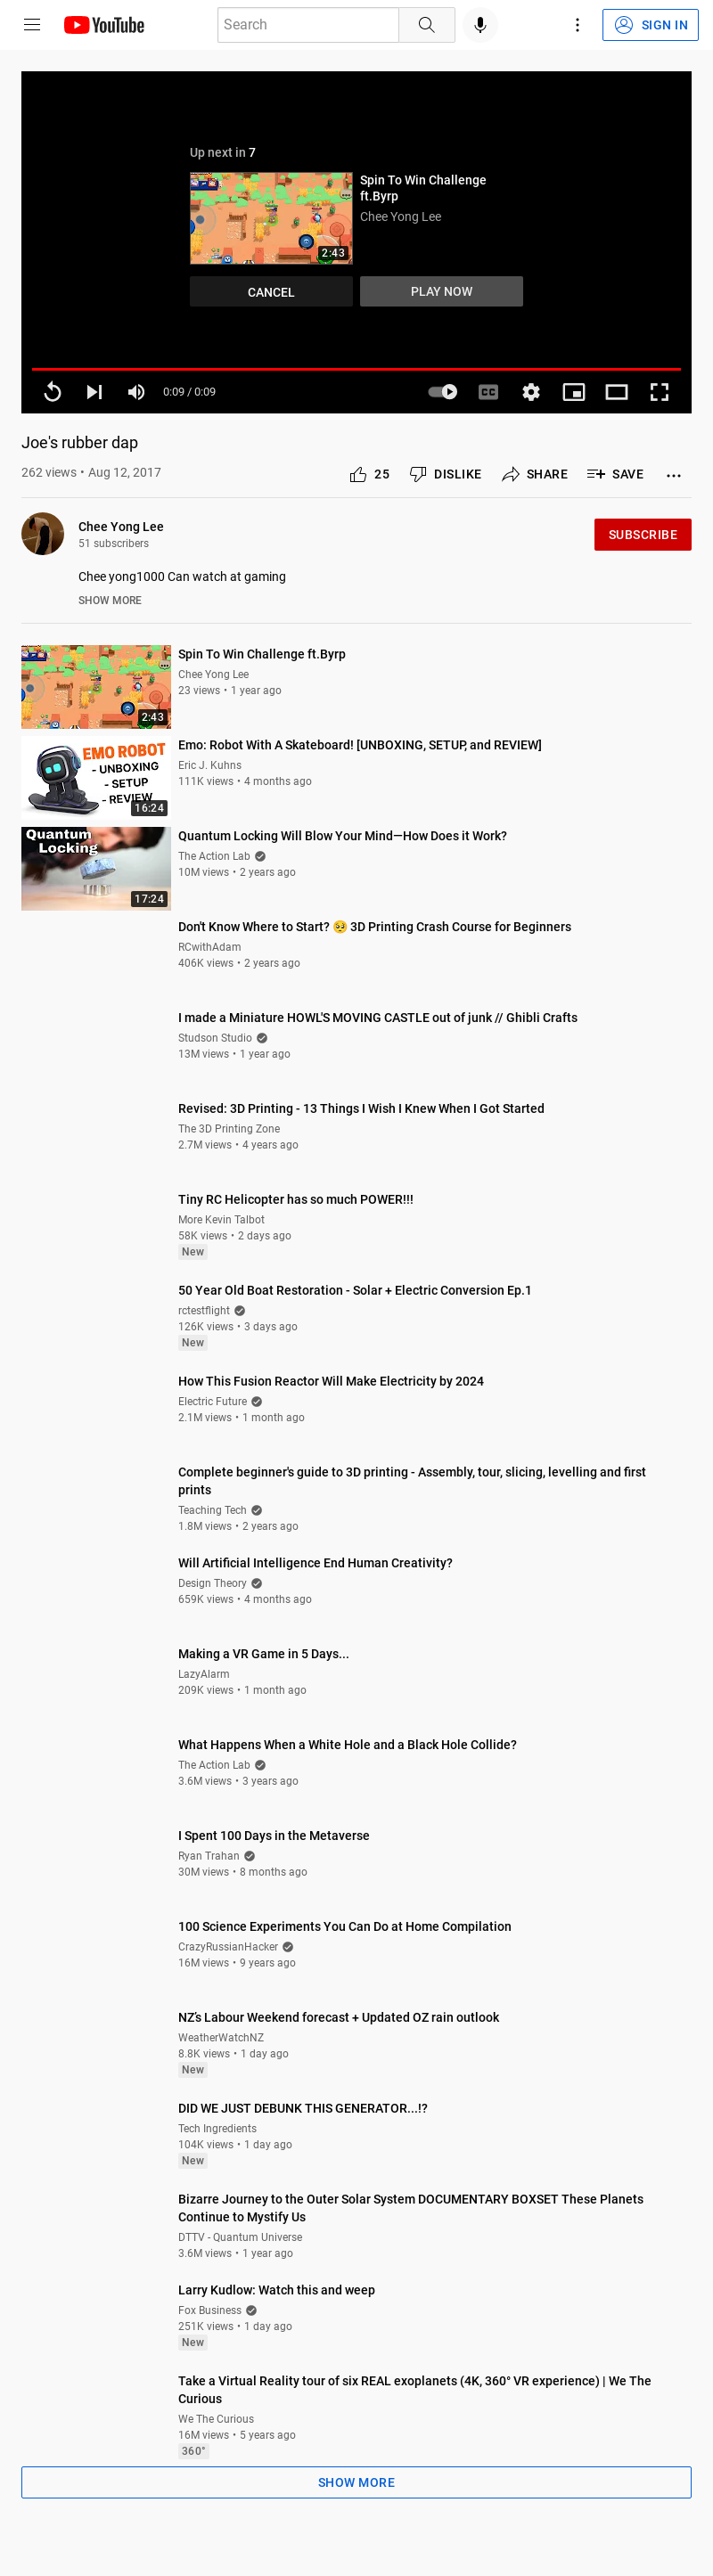 YouTube
Search
SIGN IN
Up next in 7
Spin To Win Challenge
ft.Byrp
Chee Yong Lee
2:43
CANCEL
PLAY NOW
0:09 / 0:09
CC
Joe's rubber dap
262 views • Aug 12, 2017
25
DISLIKE
SHARE
SAVE
Chee Yong Lee
51 subscribers
SUBSCRIBE
Chee yong1000 Can watch at gaming
SHOW MORE
2:43
Spin To Win Challenge ft.Byrp
Chee Yong Lee
23 views • 1 year ago
EMO ROBOT
- UNBOXING
- SETUP
- REVIEW
16:24
Emo: Robot With A Skateboard! [UNBOXING, SETUP, and REVIEW]
Eric J. Kuhns
111K views • 4 months ago
Quantum
Locking
17:24
Quantum Locking Will Blow Your Mind—How Does it Work?
The Action Lab
10M views • 2 years ago
Don't Know Where to Start? 🥺 3D Printing Crash Course for Beginners
RCwithAdam
406K views • 2 years ago
I made a Miniature HOWL'S MOVING CASTLE out of junk // Ghibli Crafts
Studson Studio
13M views • 1 year ago
Revised: 3D Printing - 13 Things I Wish I Knew When I Got Started
The 3D Printing Zone
2.7M views • 4 years ago
Tiny RC Helicopter has so much POWER!!!
More Kevin Talbot
58K views • 2 days ago
New
50 Year Old Boat Restoration - Solar + Electric Conversion Ep.1
rctestflight
126K views • 3 days ago
New
How This Fusion Reactor Will Make Electricity by 2024
Electric Future
2.1M views • 1 month ago
Complete beginner's guide to 3D printing - Assembly, tour, slicing, levelling and first
prints
Teaching Tech
1.8M views • 2 years ago
Will Artificial Intelligence End Human Creativity?
Design Theory
659K views • 4 months ago
Making a VR Game in 5 Days...
LazyAlarm
209K views • 1 month ago
What Happens When a White Hole and a Black Hole Collide?
The Action Lab
3.6M views • 3 years ago
I Spent 100 Days in the Metaverse
Ryan Trahan
30M views • 8 months ago
100 Science Experiments You Can Do at Home Compilation
CrazyRussianHacker
16M views • 9 years ago
NZ's Labour Weekend forecast + Updated OZ rain outlook
WeatherWatchNZ
8.8K views • 1 day ago
New
DID WE JUST DEBUNK THIS GENERATOR...!?
Tech Ingredients
104K views • 1 day ago
New
Bizarre Journey to the Outer Solar System DOCUMENTARY BOXSET These Planets
Continue to Mystify Us
DTTV - Quantum Universe
3.6M views • 1 year ago
Larry Kudlow: Watch this and weep
Fox Business
251K views • 1 day ago
New
Take a Virtual Reality tour of six REAL exoplanets (4K, 360° VR experience) | We The
Curious
We The Curious
16M views • 5 years ago
360°
SHOW MORE